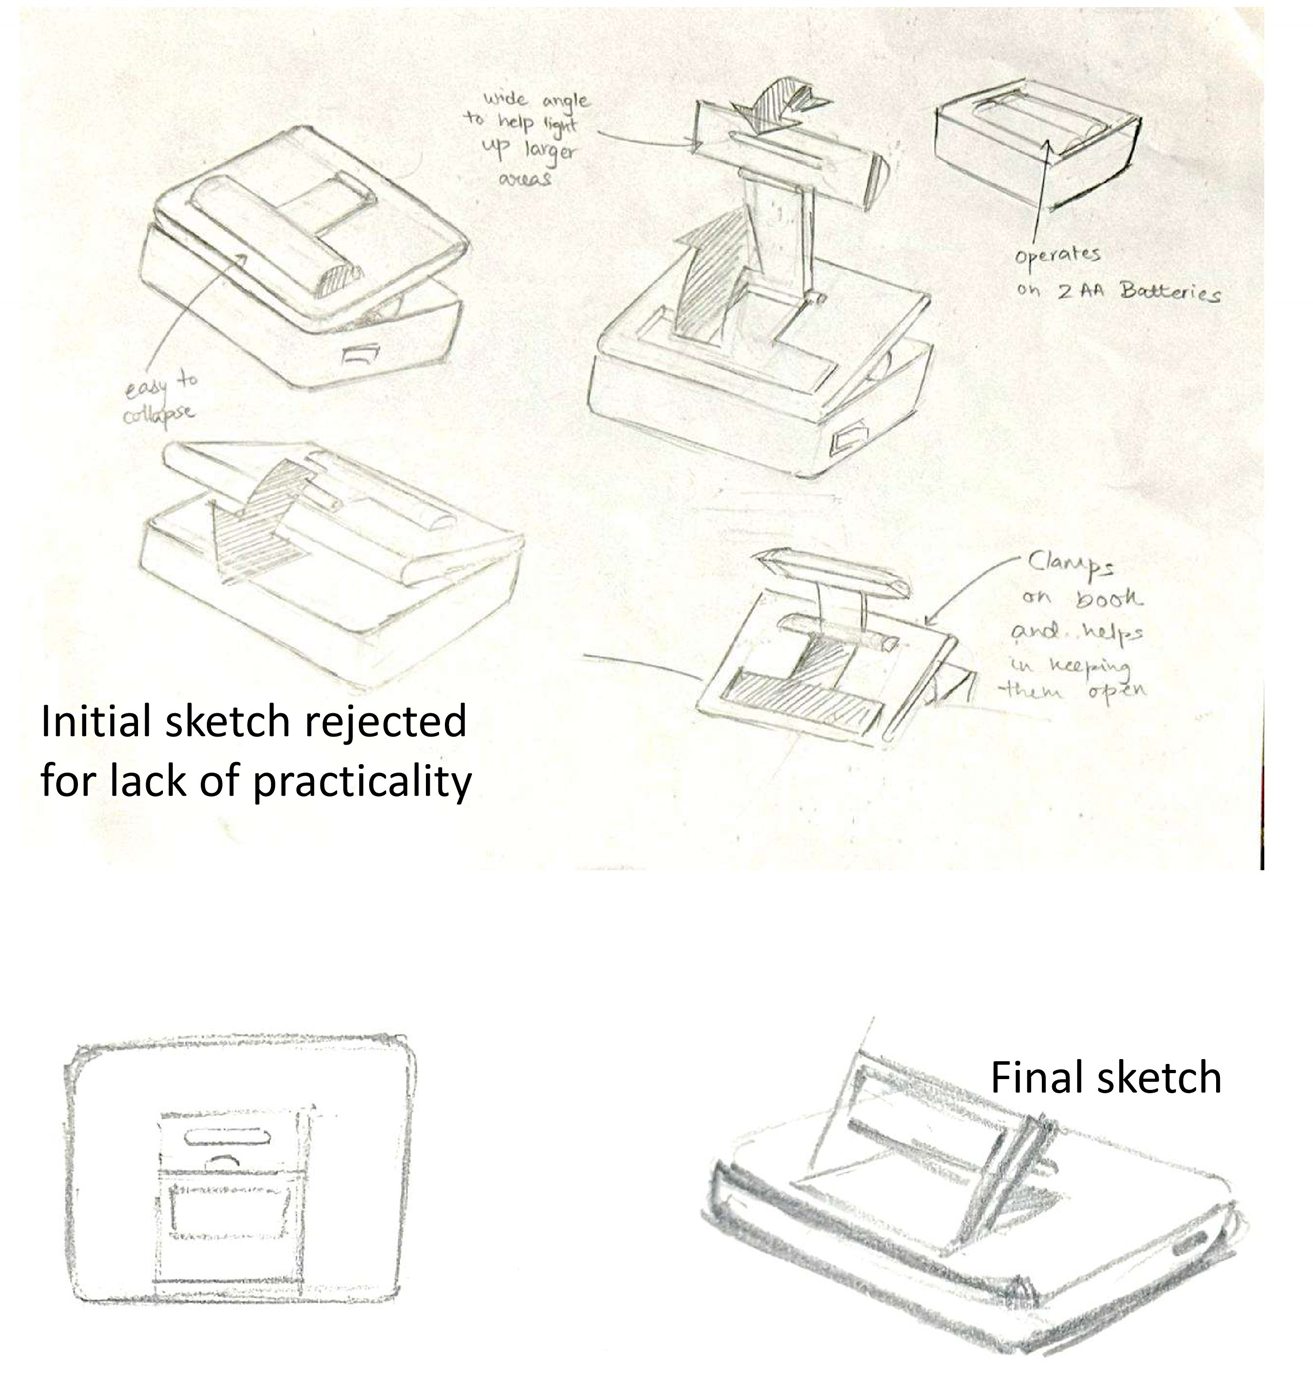 wide angle
to help light
up larger
areas
operates
on 2 AA Batteries
easy to
collapse
Clamps
on book
and helps
in keeping
them open
Initial sketch rejected
for lack of practicality
Final sketch